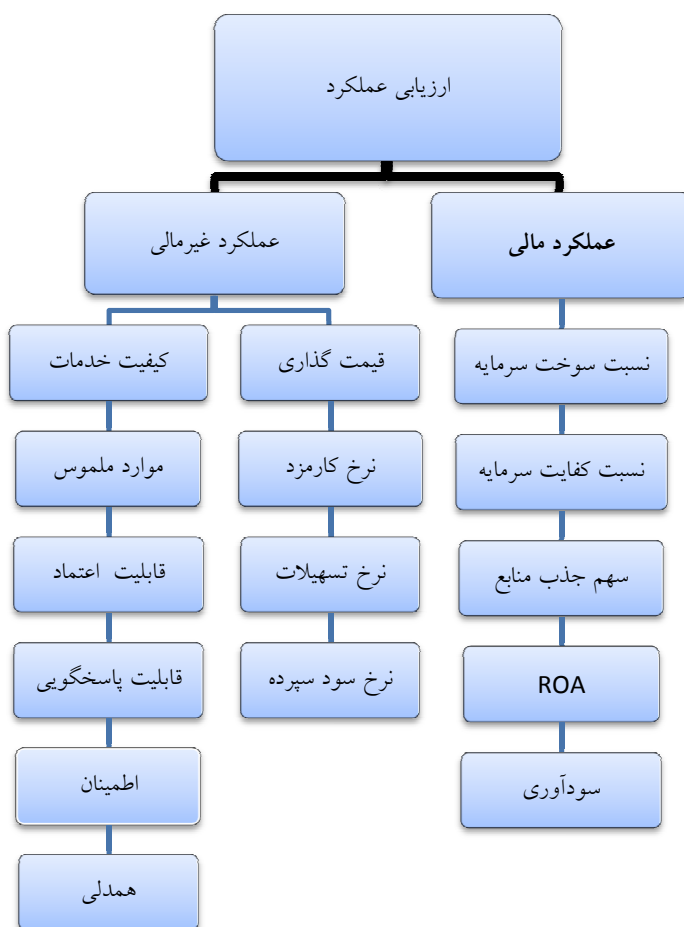 ارزیابی عملکرد
عملکرد مالی
عملکرد غیرمالی
نسبت سوخت سرمایه
قیمت گذاری
کیفیت خدمات
نسبت کفایت سرمایه
نرخ کارمزد
موارد ملموس
سهم جذب منابع
نرخ تسهیلات
قابلیت اعتماد
ROA
نرخ سود سپرده
قابلیت پاسخگویی
سودآوری
اطمینان
همدلی